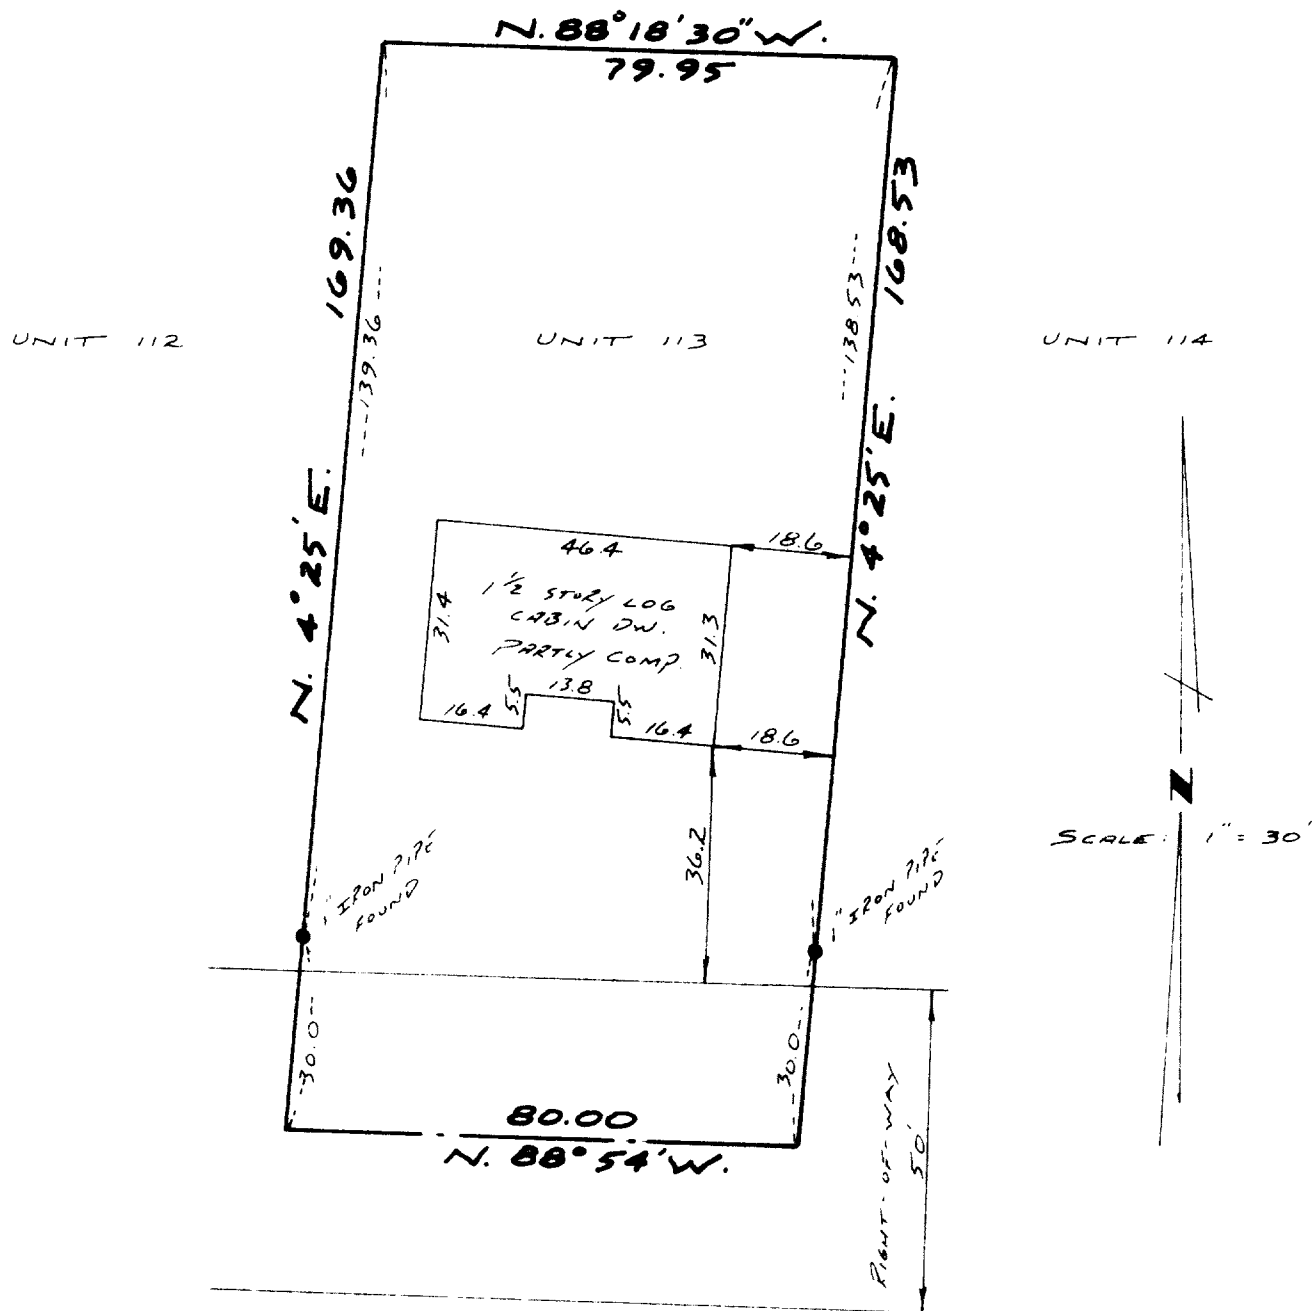 N. 88° 18' 30" W.
79.95
169.36
168.53
139.36
138.53
UNIT 112
UNIT 113
UNIT 114
N. 4° 25' E.
N. 4° 25' E.
46.4
18.6
1 1/2 STORY LOG
CABIN DW.
PARTLY COMP.
31.4
31.3
13.8
5.5
5.5
16.4
16.4
18.6
36.2
N
SCALE: 1" = 30'
1" IRON PIPE
FOUND
1" IRON PIPE
FOUND
30.0
30.0
80.00
N. 88° 54' W.
RIGHT-OF-WAY
50'